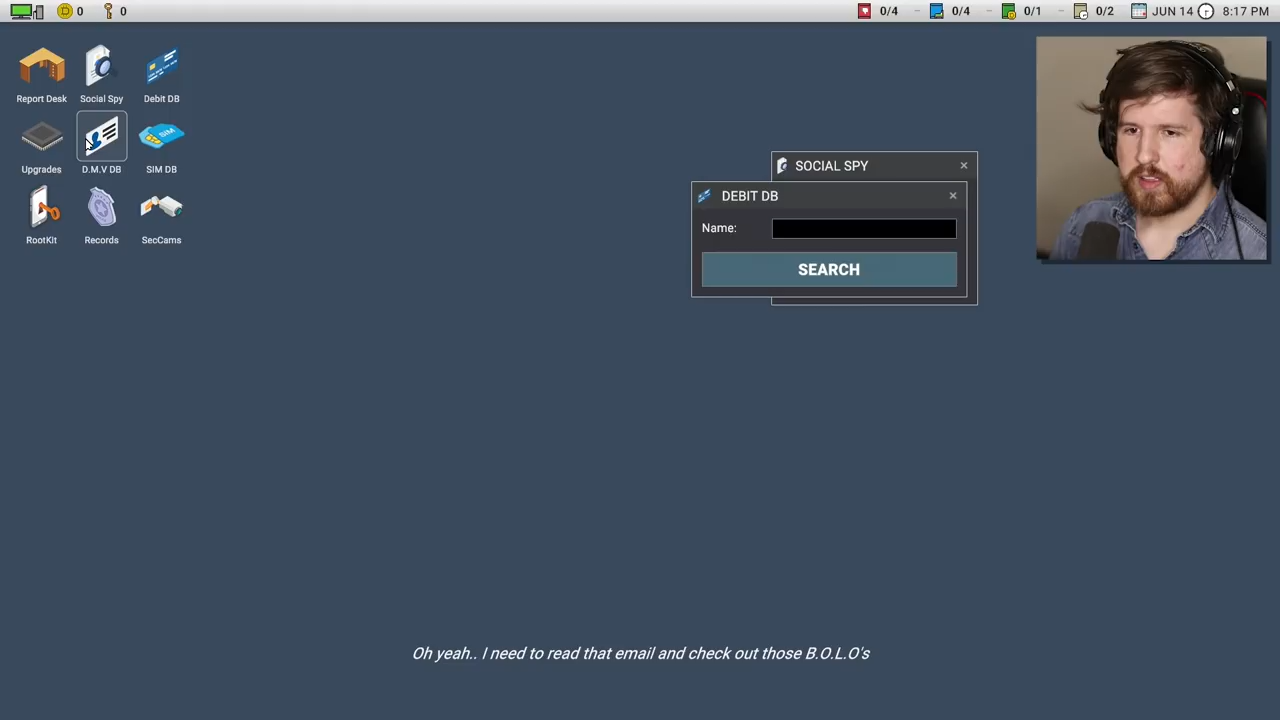 0 0 0/4 - 0/4 - 0/1 0/2 JUN 14 8:17 PM
Report Desk Social Spy Debit DB
Upgrades D.M.V DB SIM DB
SIM
RootKit Records SecCams
SOCIAL SPY ×
DEBIT DB ×
Name:
SEARCH
Oh yeah.. I need to read that email and check out those B.O.L.O's